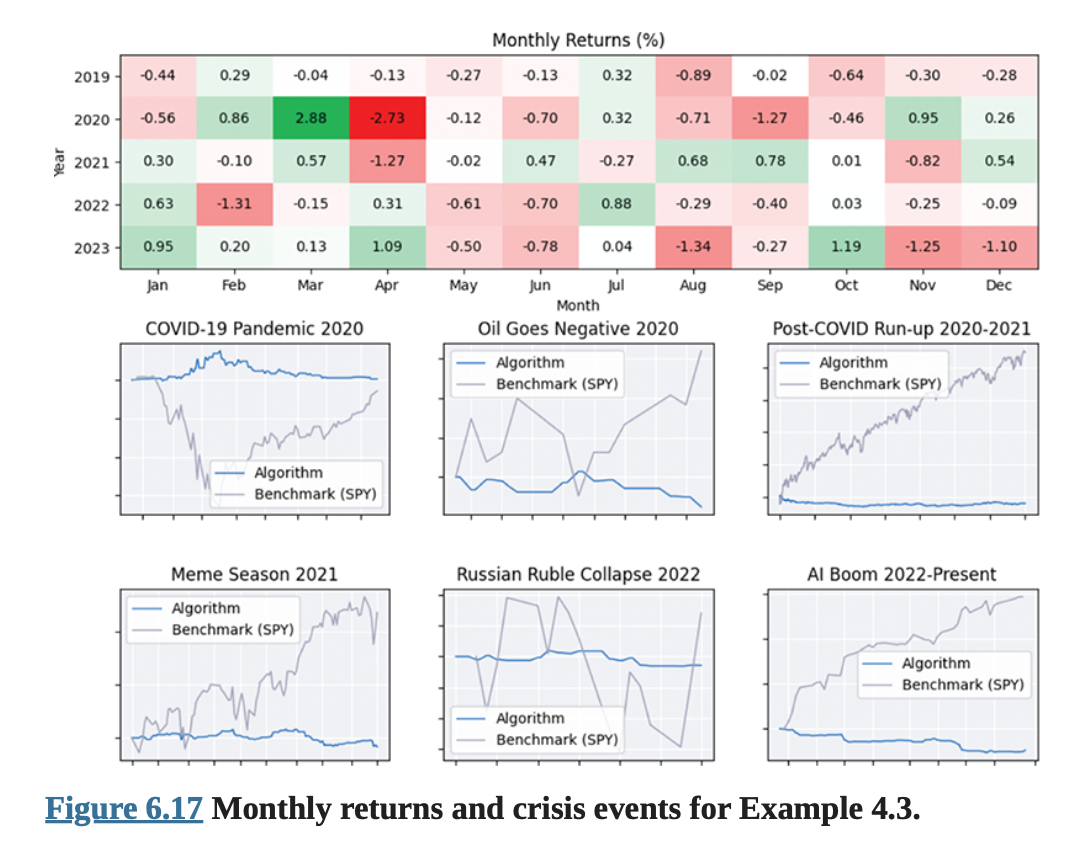 Monthly Returns (%)
2019 -0.44 0.29 -0.04 -0.13 -0.27 -0.13 0.32 -0.89 -0.02 -0.64 -0.30 -0.28
2020 -0.56 0.86 2.88 -2.73 -0.12 -0.70 0.32 -0.71 -1.27 -0.46 0.95 0.26
2021 0.30 -0.10 0.57 -1.27 -0.02 0.47 -0.27 0.68 0.78 0.01 -0.82 0.54
2022 0.63 -1.31 -0.15 0.31 -0.61 -0.70 0.88 -0.29 -0.40 0.03 -0.25 -0.09
2023 0.95 0.20 0.13 1.09 -0.50 -0.78 0.04 -1.34 -0.27 1.19 -1.25 -1.10
Year
Jan Feb Mar Apr May Jun Jul Aug Sep Oct Nov Dec
Month
COVID-19 Pandemic 2020
Algorithm
Benchmark (SPY)
Oil Goes Negative 2020
Algorithm
Benchmark (SPY)
Post-COVID Run-up 2020-2021
Algorithm
Benchmark (SPY)
Meme Season 2021
Algorithm
Benchmark (SPY)
Russian Ruble Collapse 2022
Algorithm
Benchmark (SPY)
AI Boom 2022-Present
Algorithm
Benchmark (SPY)
Figure 6.17 Monthly returns and crisis events for Example 4.3.